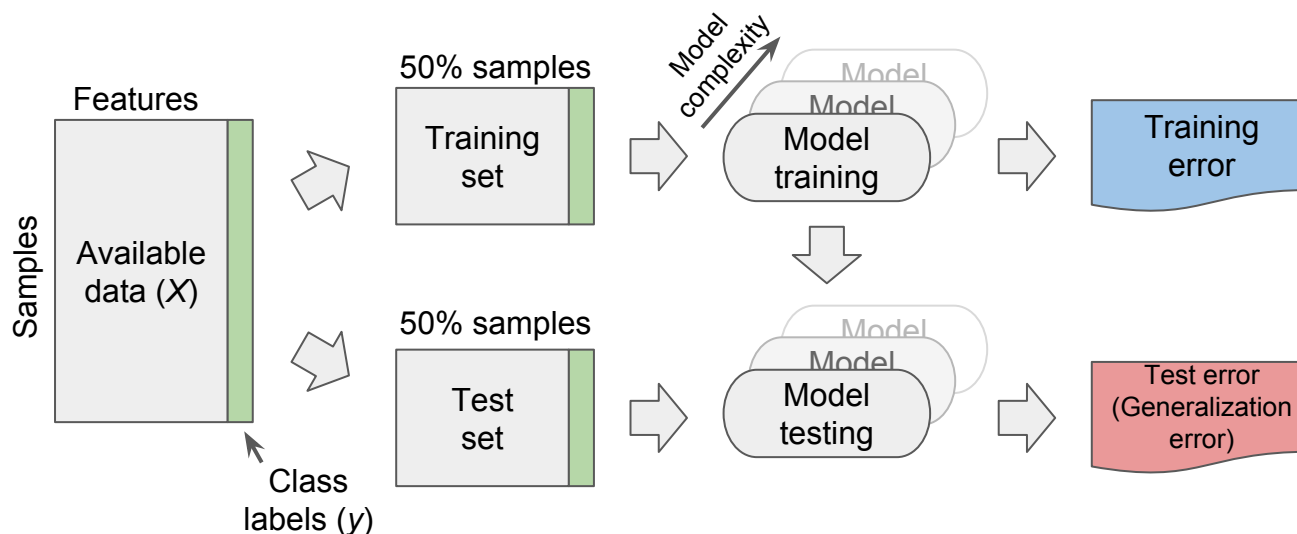 Features
Samples
Available
data (X)
Class
labels (y)
50% samples
Training
set
50% samples
Test
set
Model
complexity
Model
Model
Model
training
Training
error
Model
Model
Model
testing
Test error
(Generalization
error)